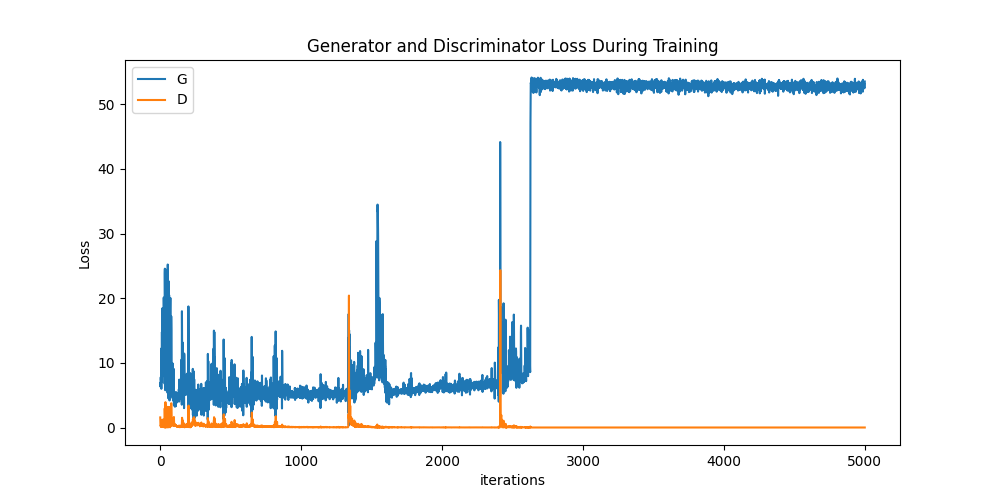 Generator and Discriminator Loss During Training
G
D
50
40
30
20
10
0
Loss
0 1000 2000 3000 4000 5000
iterations